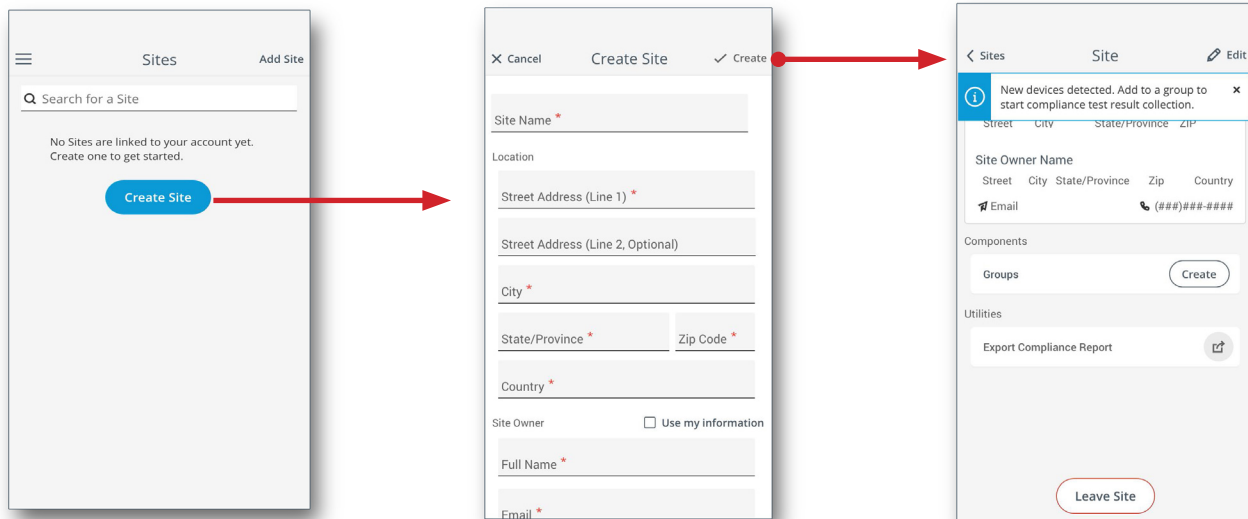 Sites
Add Site
Search for a Site
No Sites are linked to your account yet.
Create one to get started.
Create Site
Cancel
Create Site
Create
Site Name *
Location
Street Address (Line 1) *
Street Address (Line 2, Optional)
City *
State/Province *
Zip Code *
Country *
Site Owner
Use my information
Full Name *
Email *
Sites
Site
Edit
New devices detected. Add to a group to
start compliance test result collection.
Street City State/Province ZIP
Site Owner Name
Street City State/Province Zip Country
Email
(###)###-####
Components
Groups
Create
Utilities
Export Compliance Report
Leave Site